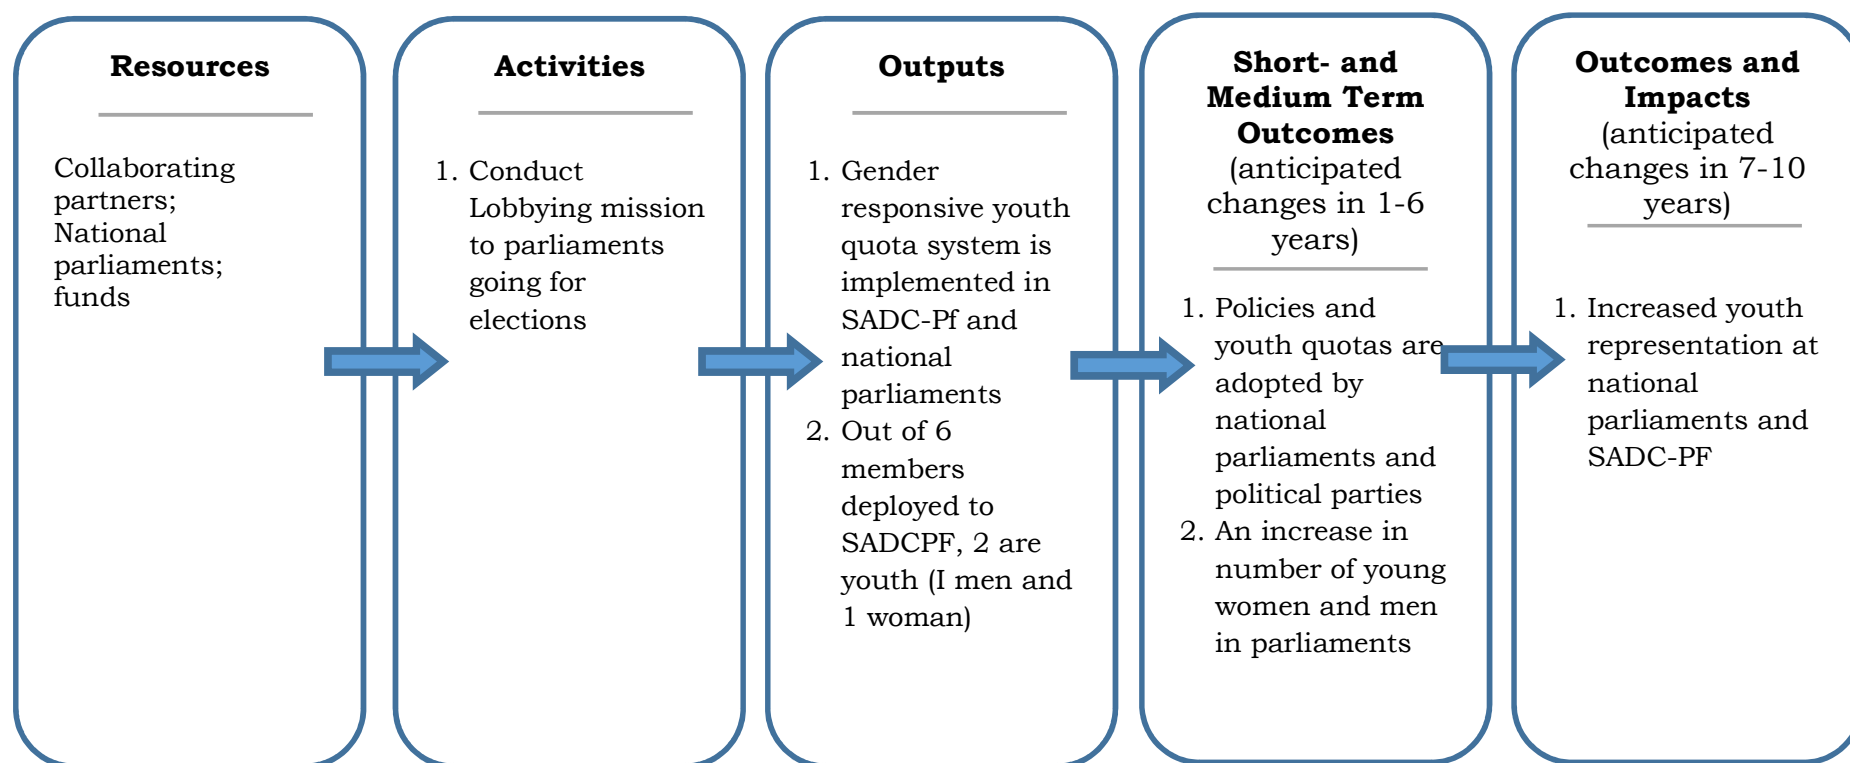 Resources
Collaborating
partners;
National
parliaments;
funds
Activities
1. Conduct
Lobbying mission
to parliaments
going for
elections
Outputs
1. Gender
responsive youth
quota system is
implemented in
SADC-Pf and
national
parliaments
2. Out of 6
members
deployed to
SADCPF, 2 are
youth (I men and
1 woman)
Short- and
Medium Term
Outcomes
(anticipated
changes in 1-6
years)
1. Policies and
youth quotas are
adopted by
national
parliaments and
political parties
2. An increase in
number of young
women and men
in parliaments
Outcomes and
Impacts
(anticipated
changes in 7-10
years)
1. Increased youth
representation at
national
parliaments and
SADC-PF